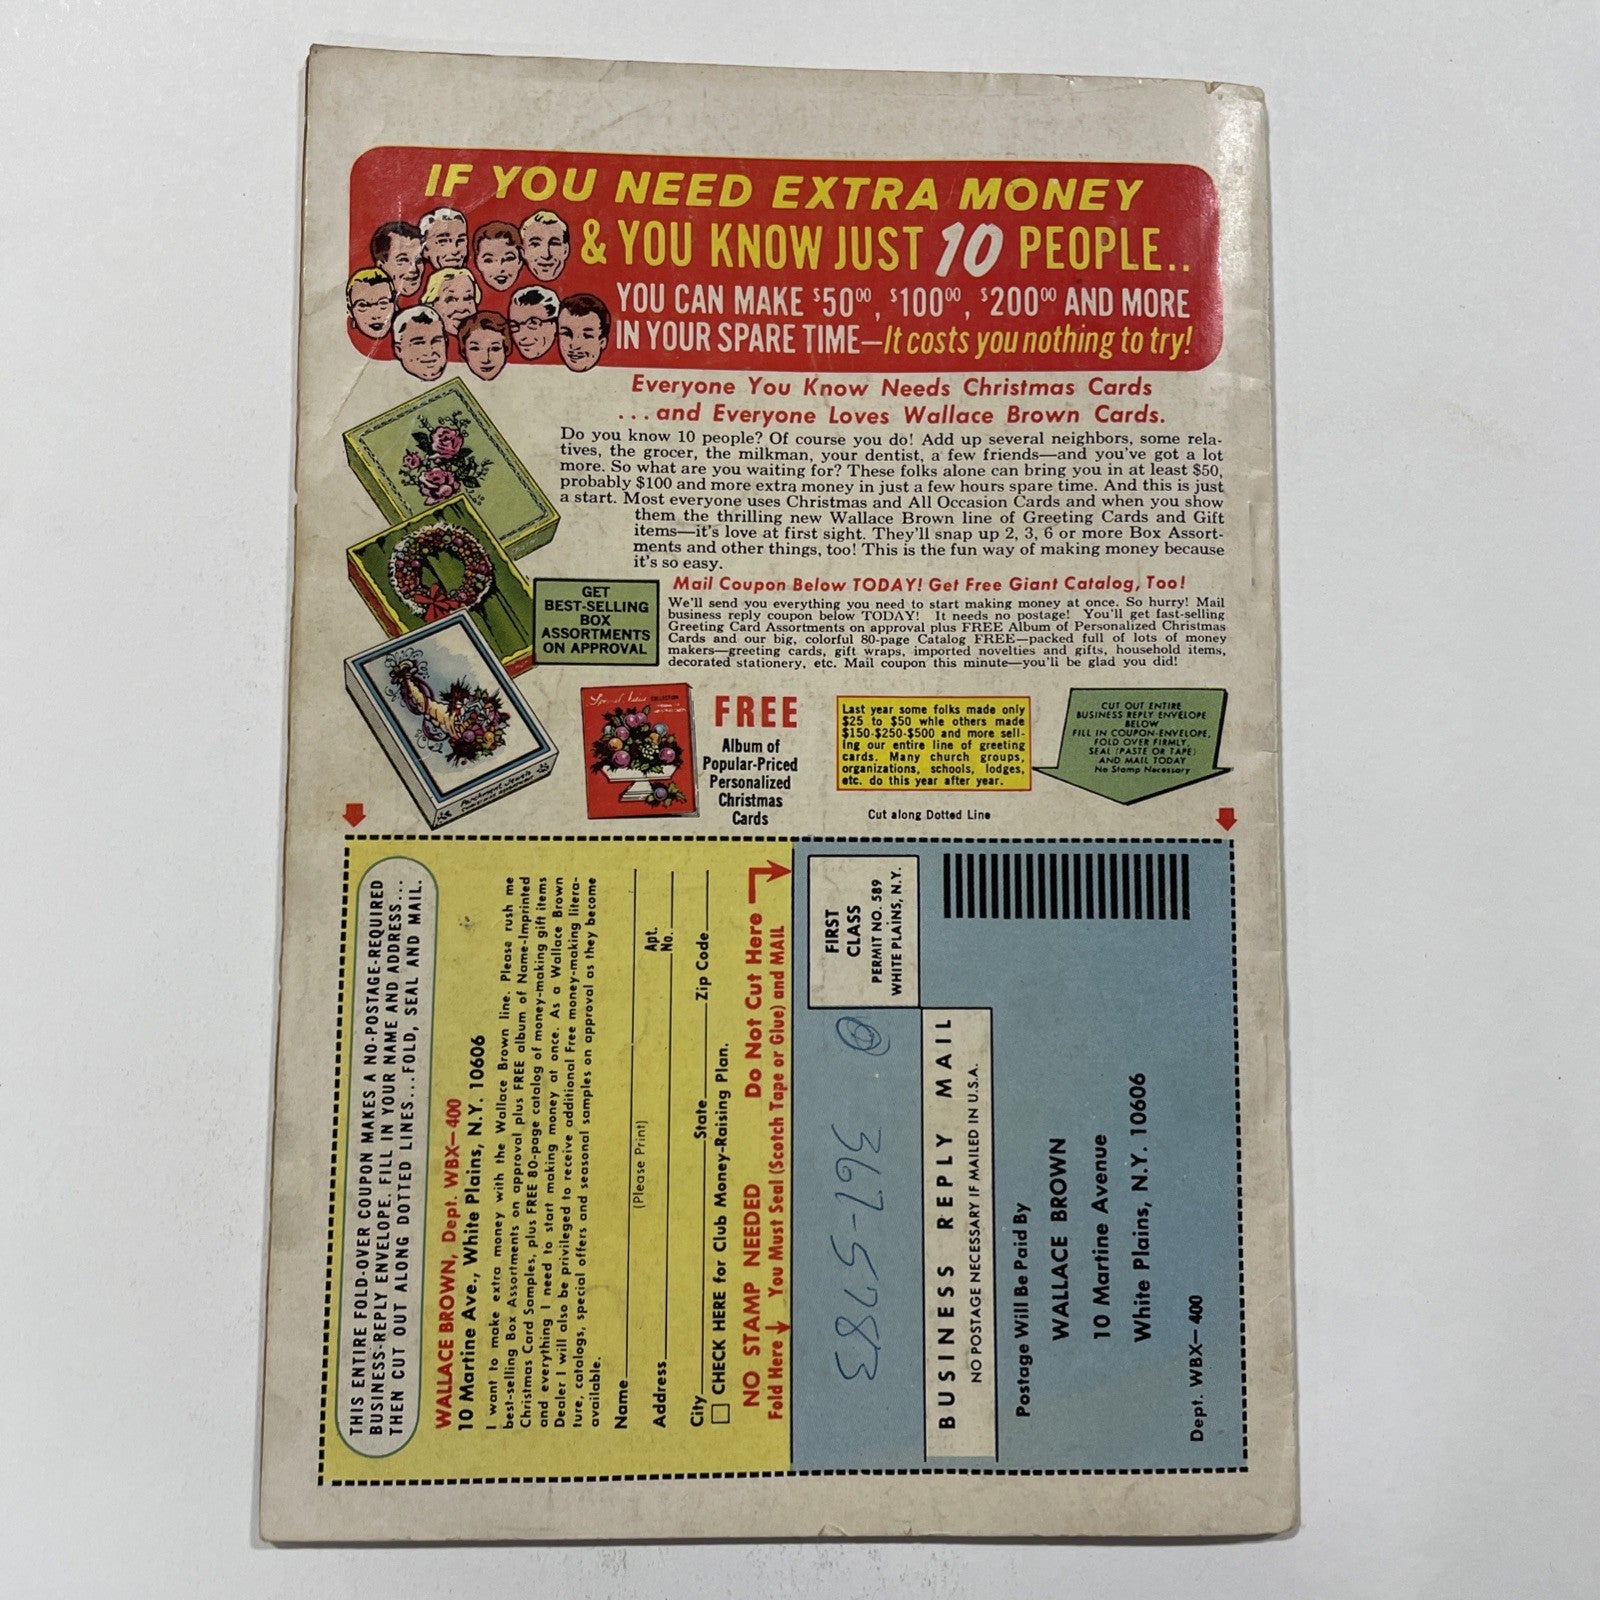 IF YOU NEED EXTRA MONEY
& YOU KNOW JUST 10 PEOPLE..
YOU CAN MAKE $50⁰⁰, $100⁰⁰, $200⁰⁰ AND MORE
IN YOUR SPARE TIME—It costs you nothing to try!
Everyone You Know Needs Christmas Cards
...and Everyone Loves Wallace Brown Cards.
Do you know 10 people? Of course you do! Add up several neighbors, some rela-
tives, the grocer, the milkman, your dentist, a few friends—and you've got a lot
more. So what are you waiting for? These folks alone can bring you in at least $50,
probably $100 and more extra money in just a few hours spare time. And this is just
a start. Most everyone uses Christmas and All Occasion Cards and when you show
them the thrilling new Wallace Brown line of Greeting Cards and Gift
items—it's love at first sight. They'll snap up 2, 3, 6 or more Box Assort-
ments and other things, too! This is the fun way of making money because
it's so easy.
GET
BEST-SELLING
BOX
ASSORTMENTS
ON APPROVAL
Mail Coupon Below TODAY! Get Free Giant Catalog, Too!
We'll send you everything you need to start making money at once. So hurry! Mail
business reply coupon below TODAY! It needs no postage! You'll get fast-selling
Greeting Card Assortments on approval plus FREE Album of Personalized Christmas
Cards and our big, colorful 80-page Catalog FREE—packed full of lots of money
makers—greeting cards, gift wraps, imported novelties and gifts, household items,
decorated stationery, etc. Mail coupon this minute—you'll be glad you did!
COLLECTION
FREE
Album of
Popular-Priced
Personalized
Christmas
Cards
Last year some folks made only
$25 to $50 whle others made
$150-$250-$500 and more sell-
ing our entire line of greeting
cards. Many church groups,
organizations, schools, lodges,
etc. do this year after year.
CUT OUT ENTIRE
BUSINESS REPLY ENVELOPE
BELOW
FILL IN COUPON-ENVELOPE,
FOLD OVER FIRMLY,
SEAL (PASTE OR TAPE)
AND MAIL TODAY
No Stamp Necessary
Cut along Dotted Line
THIS ENTIRE FOLD-OVER COUPON MAKES A NO-POSTAGE-REQUIRED
BUSINESS-REPLY ENVELOPE. FILL IN YOUR NAME AND ADDRESS...
THEN CUT OUT ALONG DOTTED LINES...FOLD, SEAL AND MAIL.
WALLACE BROWN, Dept. WBX—400
10 Martine Ave., White Plains, N.Y. 10606
I want to make extra money with the Wallace Brown line. Please rush me
best-selling Box Assortments on approval plus FREE album of Name-Imprinted
Christmas Card Samples, plus FREE 80-page catalog of money-making gift items
and everything I need to start making money at once. As a Wallace Brown
Dealer I will also be privileged to receive additional Free money-making litera-
ture, catalogs, special offers and seasonal samples on approval as they become
available.
Name
(Please Print)
Address Apt. No.
City State Zip Code
CHECK HERE for Club Money-Raising Plan.
NO STAMP NEEDED Do Not Cut Here
Fold Here You Must Seal (Scotch Tape or Glue) and MAIL
FIRST
CLASS
PERMIT NO. 589
WHITE PLAINS, N.Y.
367-5783
BUSINESS REPLY MAIL
NO POSTAGE NECESSARY IF MAILED IN U.S.A.
Postage Will Be Paid By
WALLACE BROWN
10 Martine Avenue
White Plains, N.Y. 10606
Dept. WBX—400